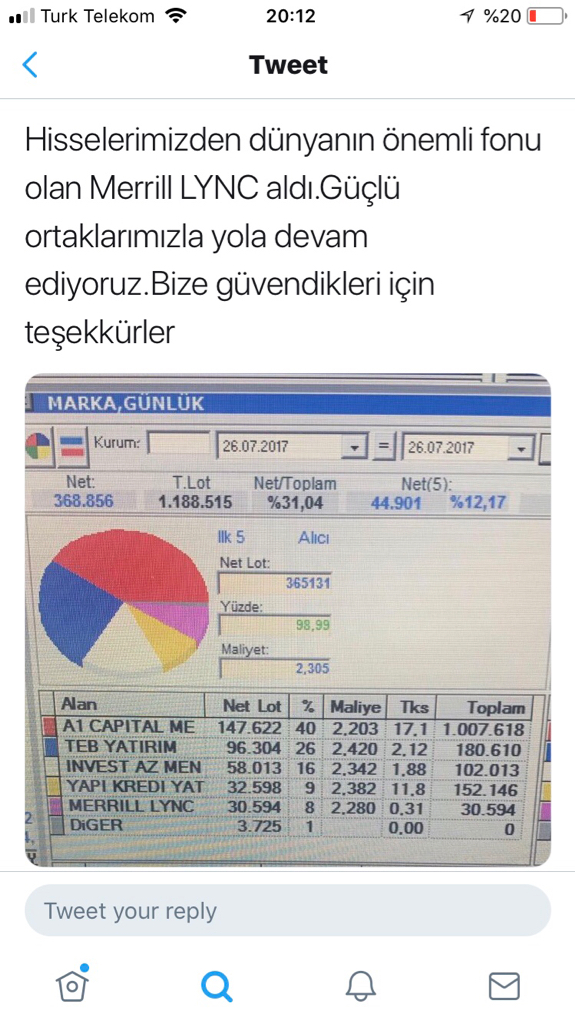 Turk Telekom 20:12 %20
Tweet
Hisselerimizden dünyanın önemli fonu
olan Merrill LYNC aldı.Güçlü
ortaklarımızla yola devam
ediyoruz.Bize güvendikleri için
teşekkürler
MARKA,GÜNLÜK
Kurum: 26.07.2017 = 26.07.2017
Net: T.Lot Net/Toplam Net(5):
368.856 1.188.515 %31,04 44.901 %12,17
Ilk 5 Alıcı
Net Lot:
365131
Yüzde:
98,99
Maliyet:
2,305
Alan Net Lot % Maliye Tks Toplam
A1 CAPITAL ME 147.622 40 2,203 17,1 1.007.618
TEB YATIRIM 96.304 26 2,420 2,12 180.610
INVEST AZ MEN 58.013 16 2,342 1,88 102.013
YAPI KREDI YAT 32.598 9 2,382 11,8 152.146
MERRILL LYNC 30.594 8 2,280 0,31 30.594
DiGER 3.725 1 0,00 0
Tweet your reply